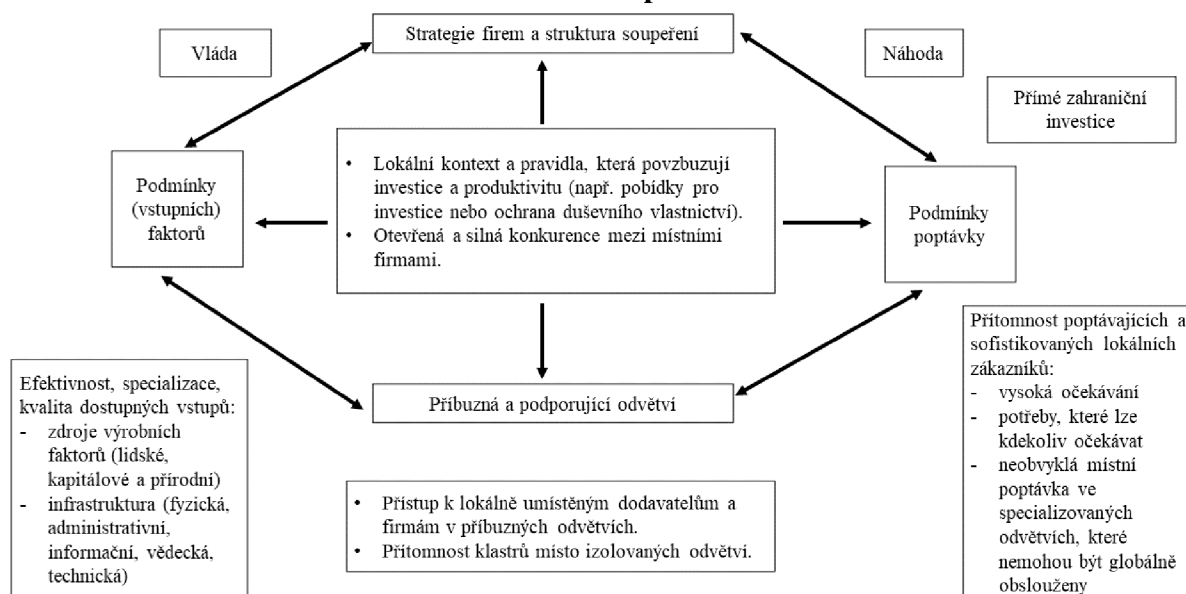 Strategie firem a struktura soupeření
Vláda
Náhoda
Přímé zahraniční
investice
Podmínky
(vstupních)
faktorů
• Lokální kontext a pravidla, která povzbuzují
investice a produktivitu (např. pobídky pro
investice nebo ochrana duševního vlastnictví).
• Otevřená a silná konkurence mezi místními
firmami.
Podmínky
poptávky
Efektivnost, specializace,
kvalita dostupných vstupů:
- zdroje výrobních
faktorů (lidské,
kapitálové a přírodní)
- infrastruktura (fyzická,
administrativní,
informační, vědecká,
technická)
Příbuzná a podporující odvětví
• Přístup k lokálně umístěným dodavatelům a
firmám v příbuzných odvětvích.
• Přítomnost klastrů místo izolovaných odvětví.
Přítomnost poptávajících a
sofistikovaných lokálních
zákazníků:
- vysoká očekávání
- potřeby, které lze
kdekoliv očekávat
- neobvyklá místní
poptávka ve
specializovaných
odvětvích, které
nemohou být globálně
obslouženy